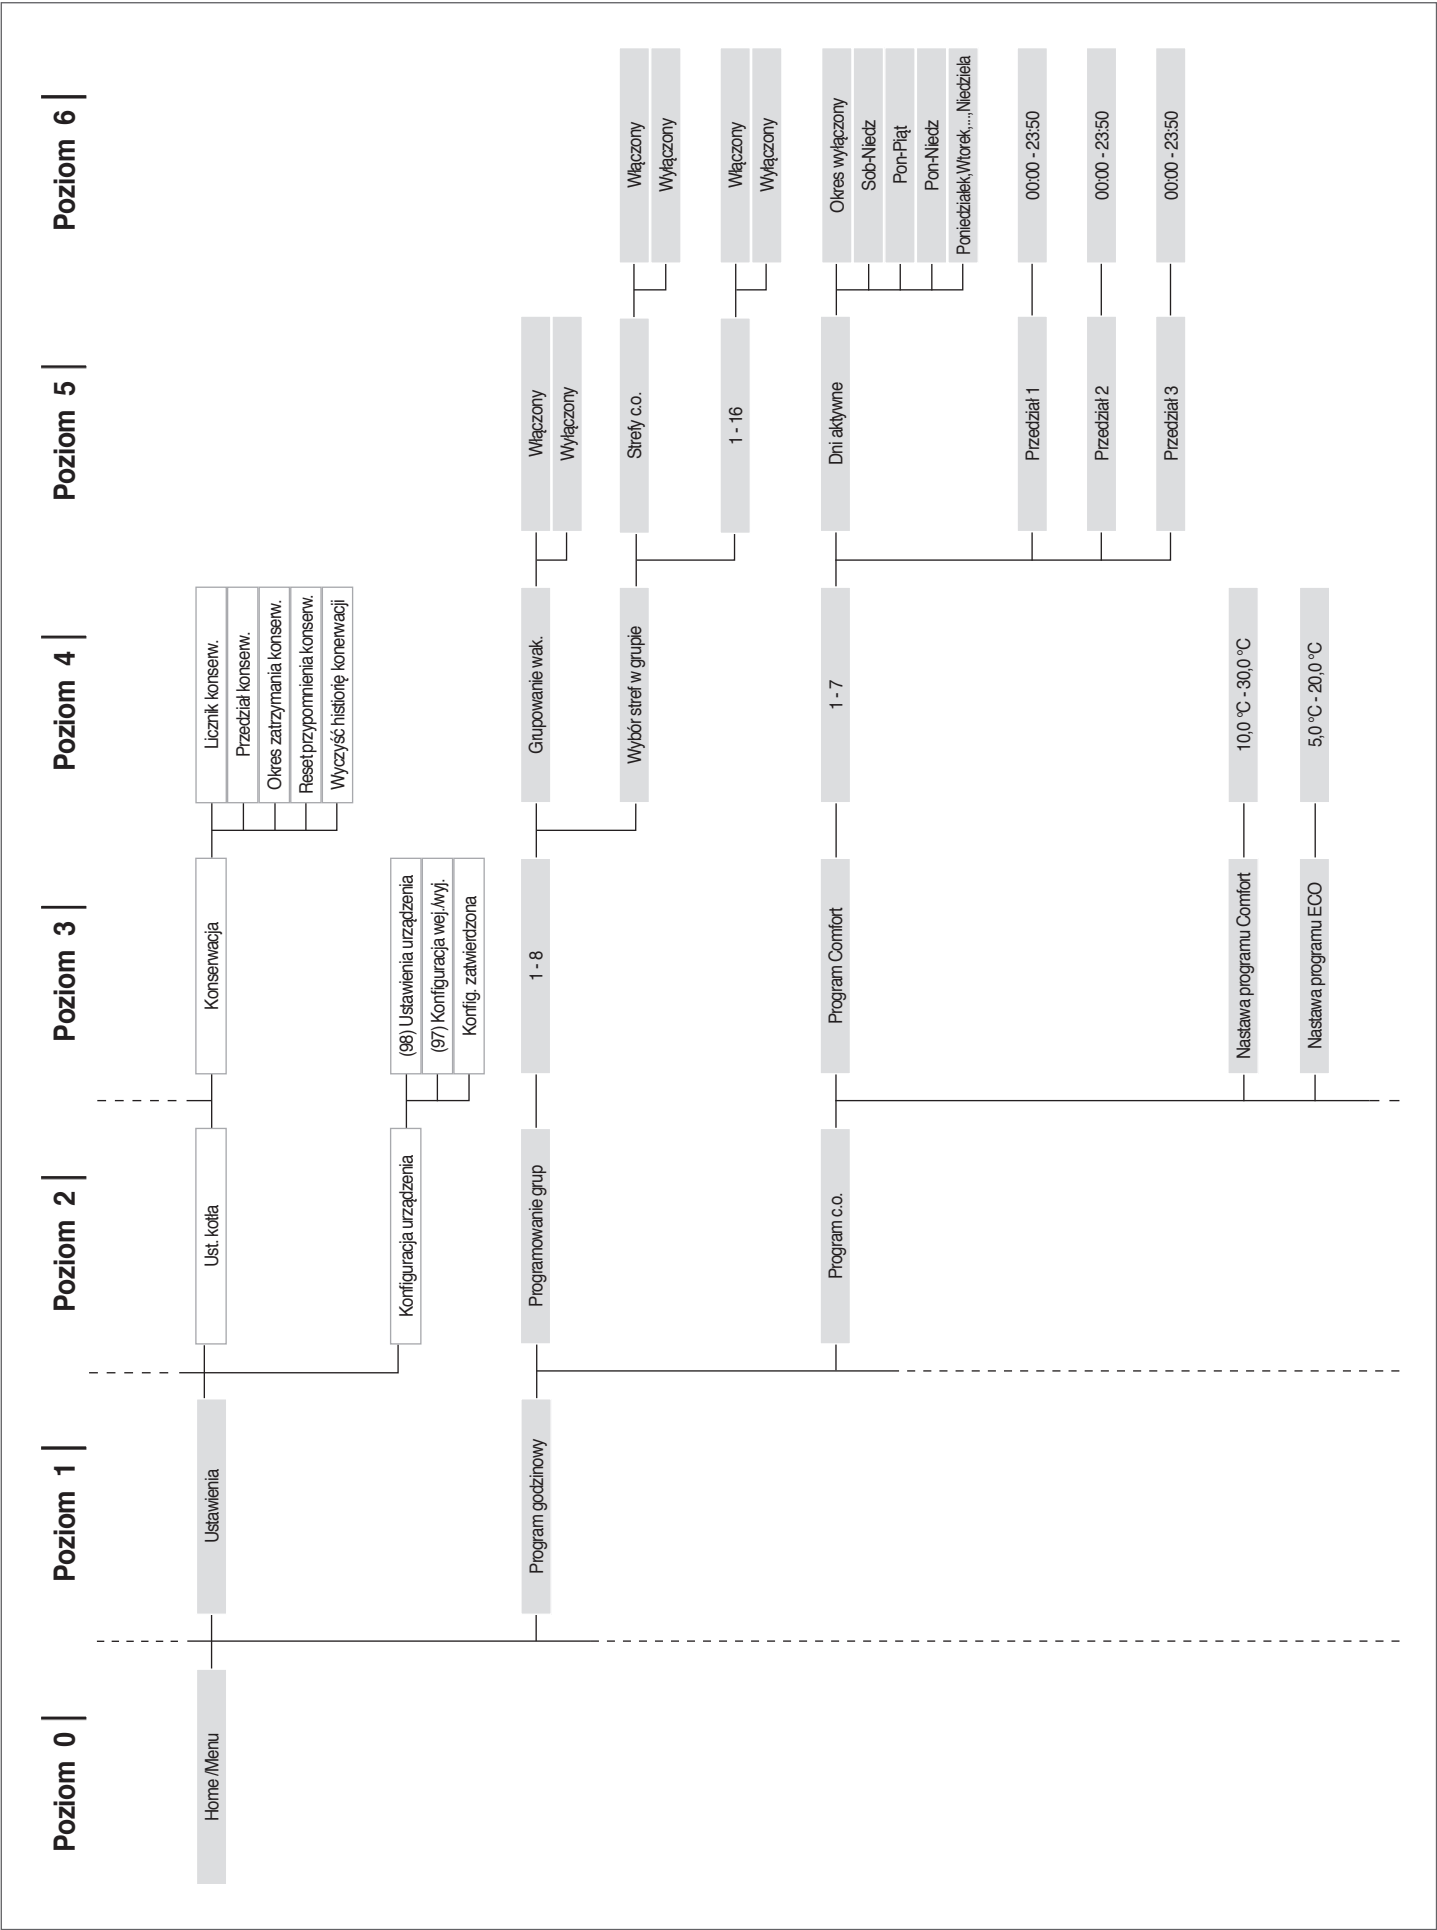 Poziom 0
Poziom 1
Poziom 2
Poziom 3
Poziom 4
Poziom 5
Poziom 6
Home /Menu
Ustawienia
Ust. kotła
Konserwacja
Licznik konserw.
Przedział konserw.
Okres zatrzymania konserw.
Reset przypomnienia konserw.
Wyczyść histiorię konerwacji
Konfiguracja urządzenia
(98) Ustawienia urządzenia
(97) Konfiguracja wej./wyj.
Konfig. zatwierdzona
Program godzinowy
Programowanie grup
1 - 8
Grupowanie wak.
Włączony
Wyłączony
Wybór stref w grupie
Strefy c.o.
Włączony
Wyłączony
1 - 16
Włączony
Wyłączony
Program c.o.
Program Comfort
1 - 7
Dni aktywne
Okres wyłączony
Sob-Niedz
Pon-Piąt
Pon-Niedz
Poniedziałek,Wtorek,...,Niedziela
Przedział 1
00:00 - 23:50
Przedział 2
00:00 - 23:50
Przedział 3
00:00 - 23:50
Nastawa programu Comfort
10,0 °C - 30,0 °C
Nastawa programu ECO
5,0 °C - 20,0 °C